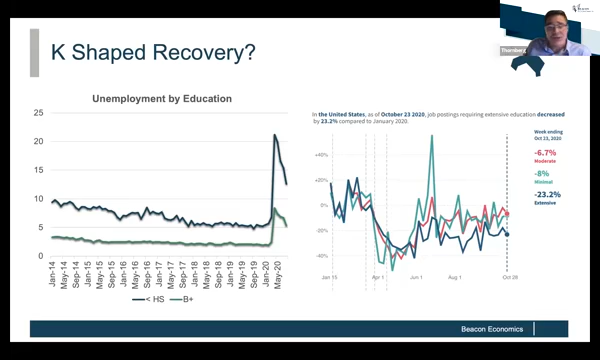 K Shaped Recovery?
BEACON
Thornberg
Unemployment by Education
25
20
15
10
5
0
Jan-14
May-14
Sep-14
Jan-15
May-15
Sep-15
Jan-16
May-16
Sep-16
Jan-17
May-17
Sep-17
Jan-18
May-18
Sep-18
Jan-19
May-19
Sep-19
Jan-20
May-20
< HS
B+
In the United States, as of October 23 2020, job postings requiring extensive education decreased
by 23.2% compared to January 2020.
Week ending
Oct 23, 2020
-6.7%
Moderate
-8%
Minimal
-23.2%
Extensive
+40%
+20%
0%
-20%
-40%
Jan 15
Apr 1
Jun 1
Aug 1
Oct 28
Beacon Economics